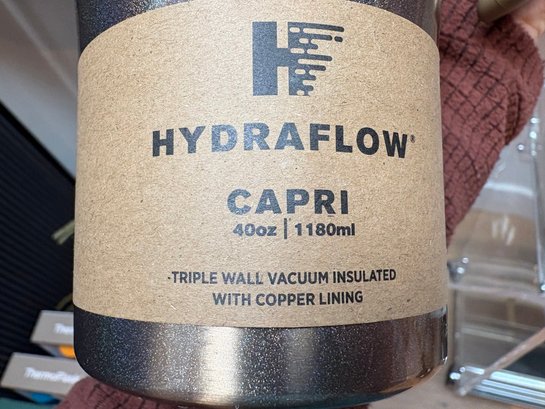 H
HYDRAFLOW®
CAPRI
40oz | 1180ml
-TRIPLE WALL VACUUM INSULATED
WITH COPPER LINING